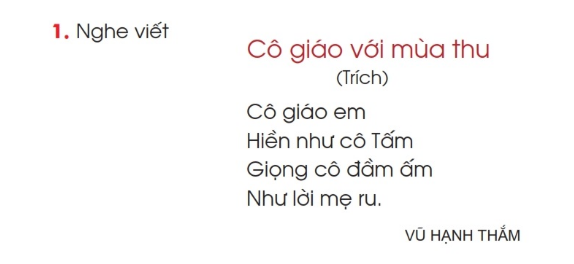 1. Nghe viết
Cô giáo với mùa thu
(Trích)
Cô giáo em
Hiền như cô Tấm
Giọng cô đầm ấm
Như lời mẹ ru.
VŨ HẠNH THẮM